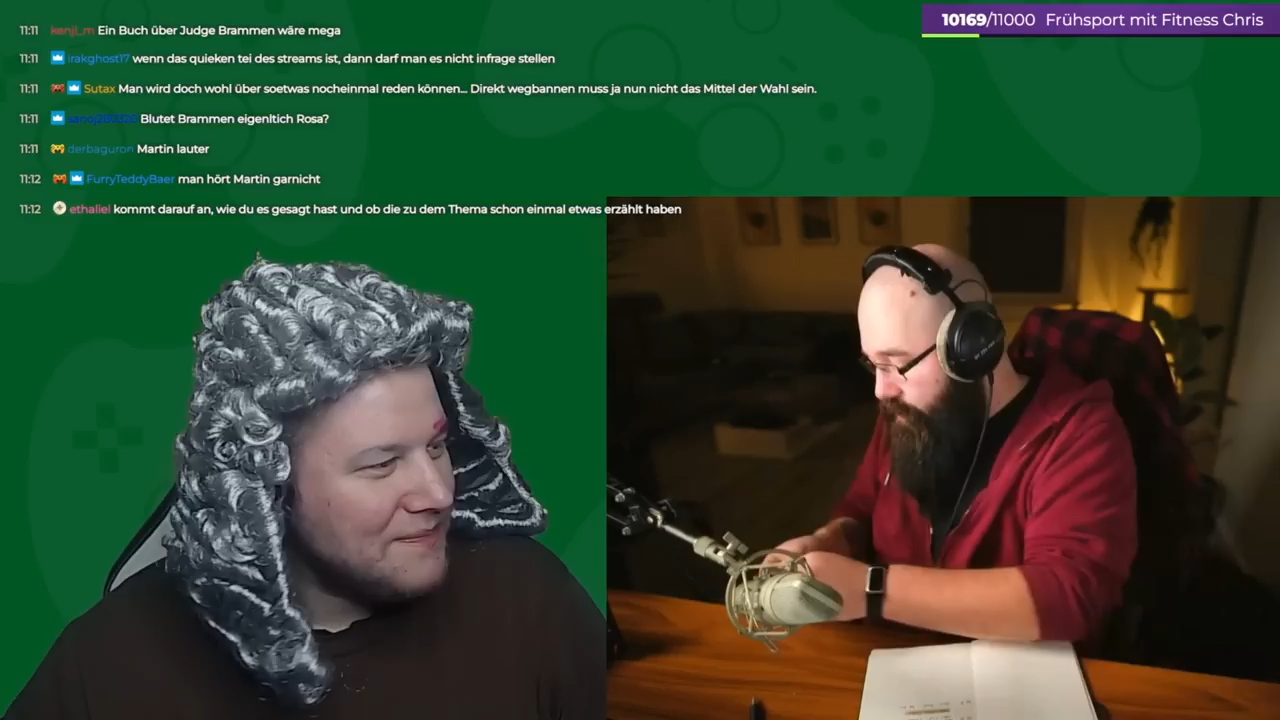 10169/11000 Frühsport mit Fitness Chris
11:11 kenji_m Ein Buch über Judge Brammen wäre mega
11:11 irakghost17 wenn das quieken tei des streams ist, dann darf man es nicht infrage stellen
11:11 Sutax Man wird doch wohl über soetwas nocheinmal reden können... Direkt wegbannen muss ja nun nicht das Mittel der Wahl sein.
11:11 Blutet Brammen eigenltich Rosa?
11:11 derbaguron Martin lauter
11:12 FurryTeddyBaer man hört Martin garnicht
11:12 ethaliel kommt darauf an, wie du es gesagt hast und ob die zu dem Thema schon einmal etwas erzählt haben